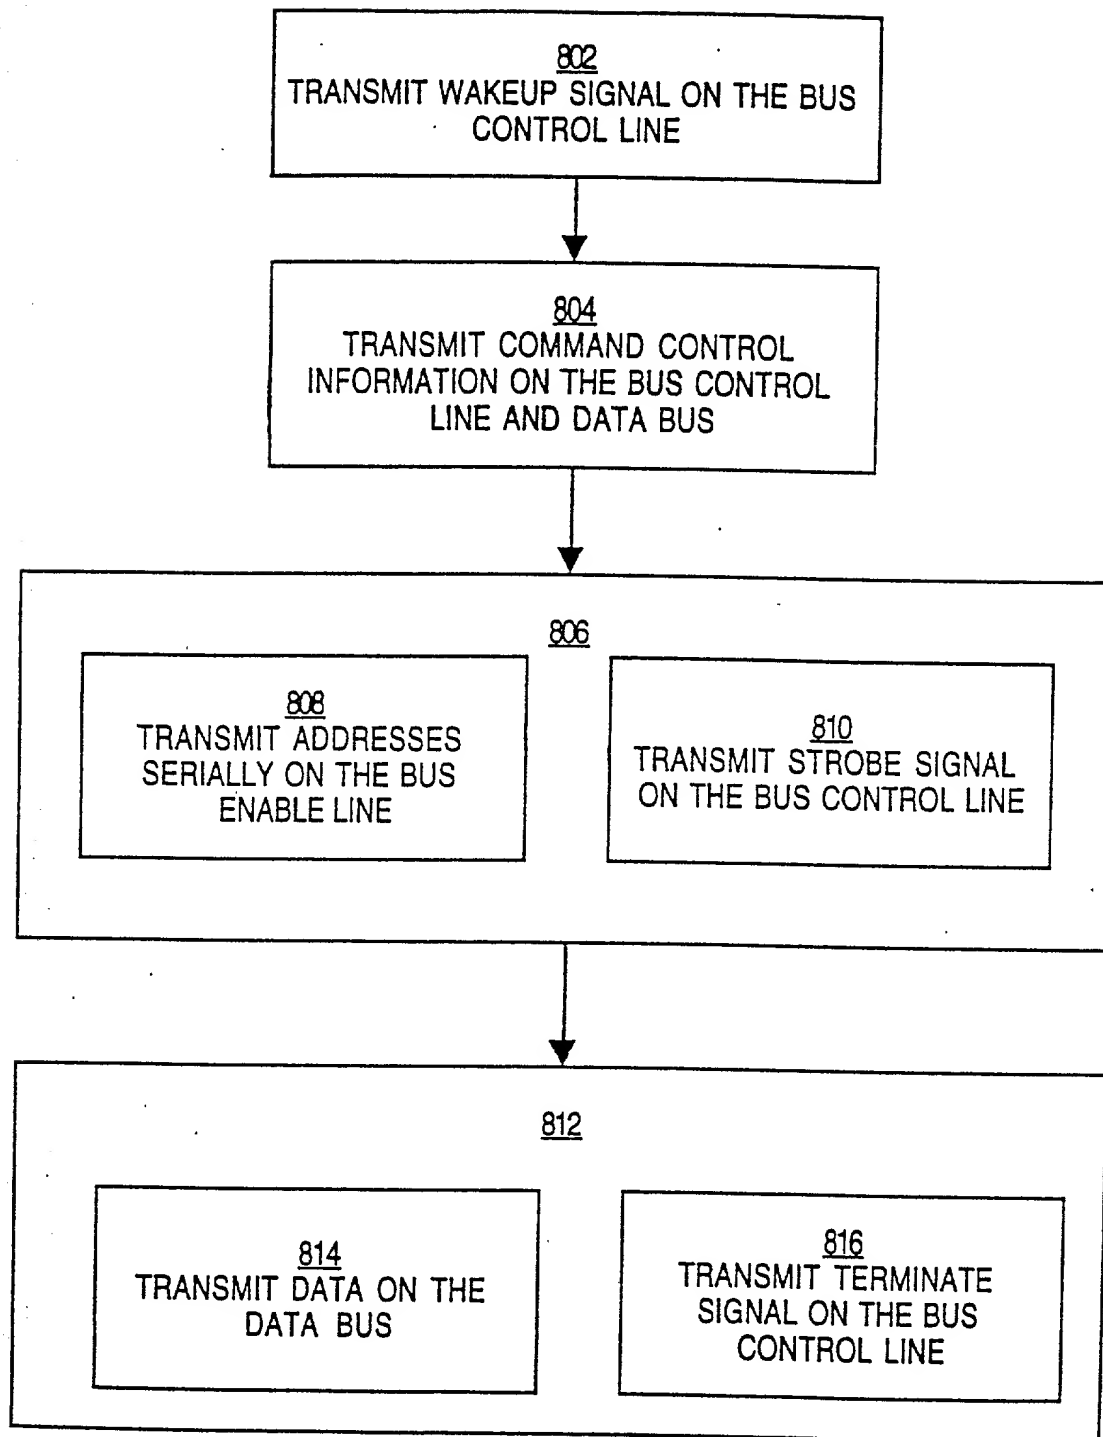 802
TRANSMIT WAKEUP SIGNAL ON THE BUS
CONTROL LINE
804
TRANSMIT COMMAND CONTROL
INFORMATION ON THE BUS CONTROL
LINE AND DATA BUS
806
808
TRANSMIT ADDRESSES
SERIALLY ON THE BUS
ENABLE LINE
810
TRANSMIT STROBE SIGNAL
ON THE BUS CONTROL LINE
812
814
TRANSMIT DATA ON THE
DATA BUS
816
TRANSMIT TERMINATE
SIGNAL ON THE BUS
CONTROL LINE